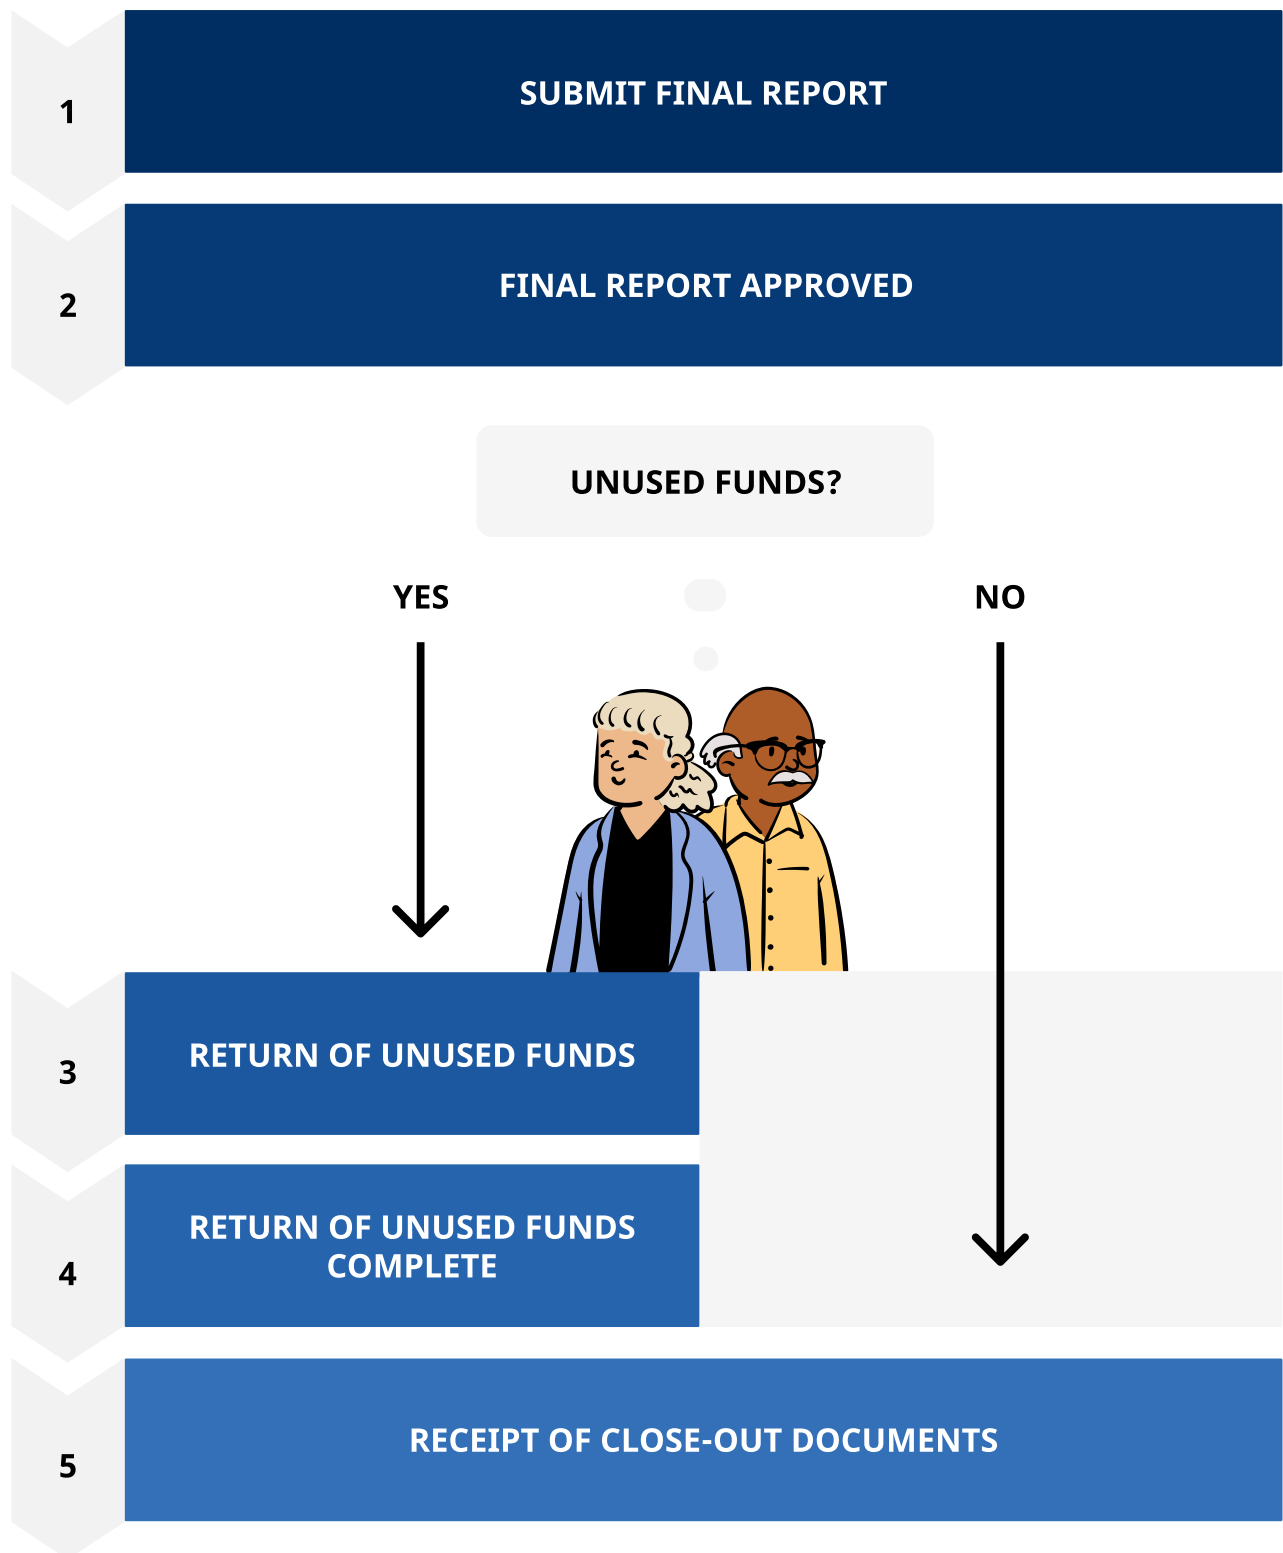 1
SUBMIT FINAL REPORT
2
FINAL REPORT APPROVED
UNUSED FUNDS?
YES
NO
3
RETURN OF UNUSED FUNDS
4
RETURN OF UNUSED FUNDS
COMPLETE
5
RECEIPT OF CLOSE-OUT DOCUMENTS